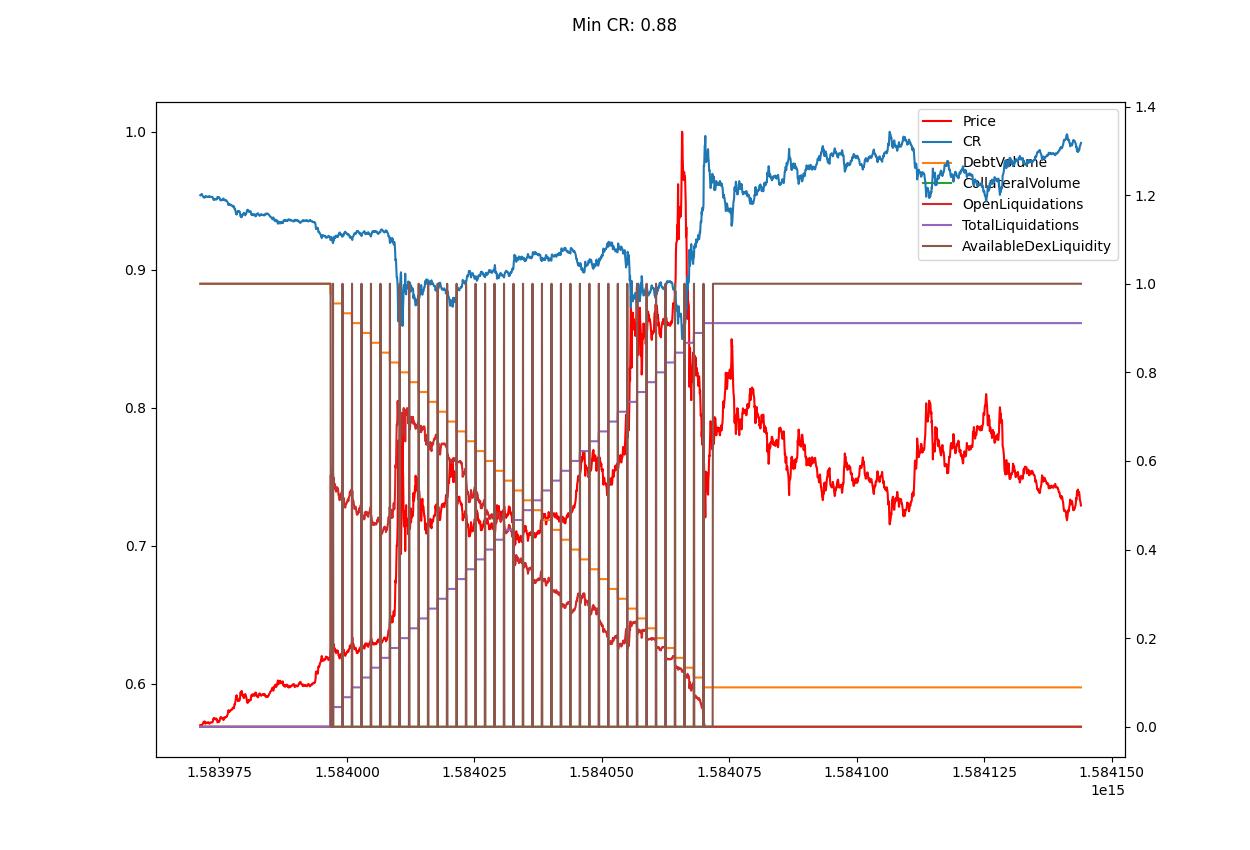 Min CR: 0.88
1.0
0.9
0.8
0.7
0.6
1.4
1.2
1.0
0.8
0.6
0.4
0.2
0.0
Price
CR
DebtVolume
CollateralVolume
OpenLiquidations
TotalLiquidations
AvailableDexLiquidity
1.583975 1.584000 1.584025 1.584050 1.584075 1.584100 1.584125 1.584150
1e15